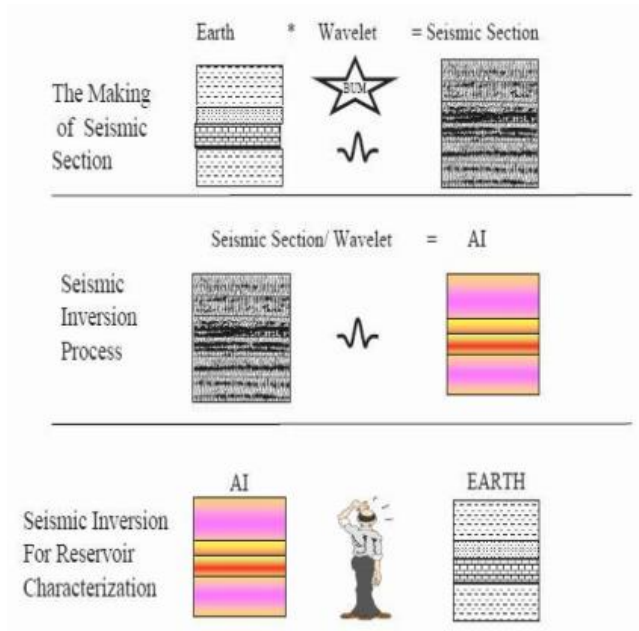 Earth * Wavelet = Seismic Section
The Making
of Seismic
Section
BUM
Seismic Section/ Wavelet = AI
Seismic
Inversion
Process
AI
EARTH
Seismic Inversion
For Reservoir
Characterization